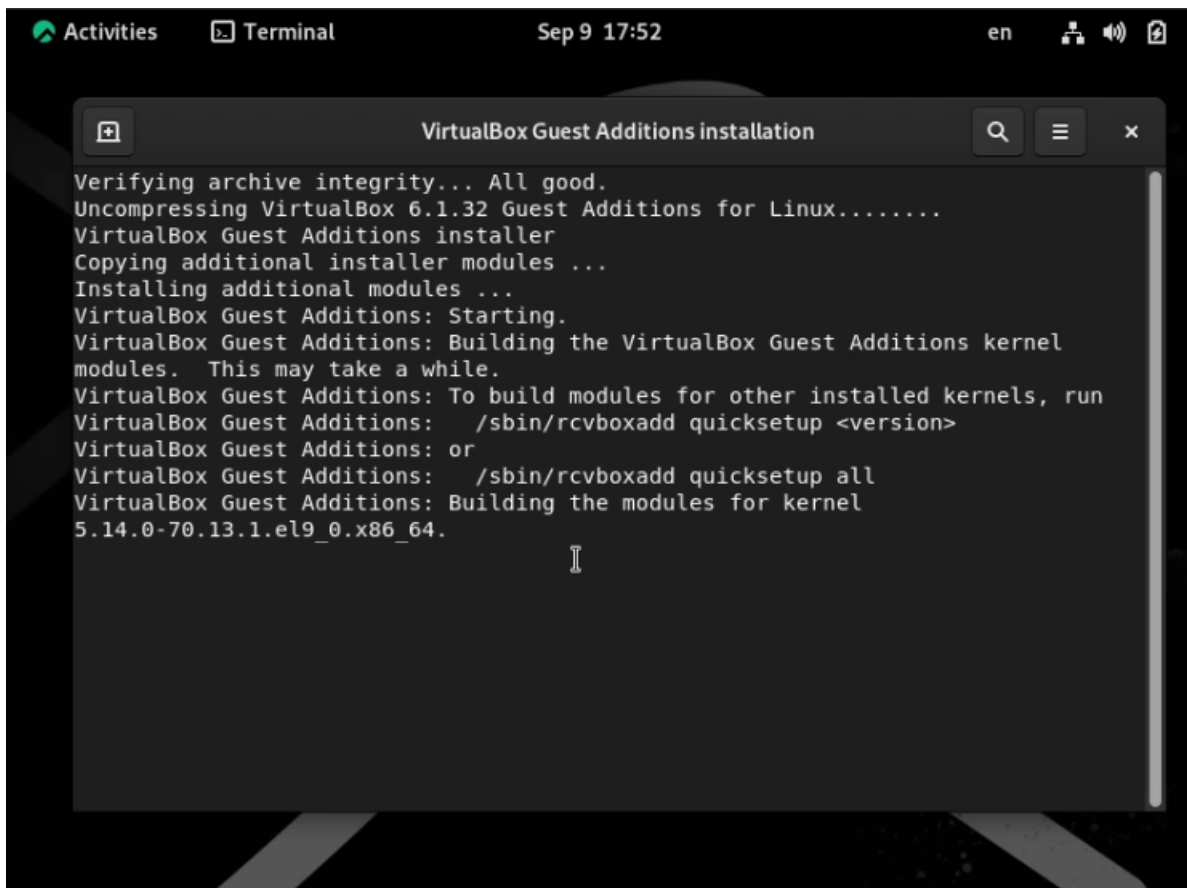 Activities Terminal Sep 9 17:52 en
VirtualBox Guest Additions installation
Verifying archive integrity... All good.
Uncompressing VirtualBox 6.1.32 Guest Additions for Linux........
VirtualBox Guest Additions installer
Copying additional installer modules ...
Installing additional modules ...
VirtualBox Guest Additions: Starting.
VirtualBox Guest Additions: Building the VirtualBox Guest Additions kernel
modules.  This may take a while.
VirtualBox Guest Additions: To build modules for other installed kernels, run
VirtualBox Guest Additions:   /sbin/rcvboxadd quicksetup <version>
VirtualBox Guest Additions: or
VirtualBox Guest Additions:   /sbin/rcvboxadd quicksetup all
VirtualBox Guest Additions: Building the modules for kernel
5.14.0-70.13.1.el9_0.x86_64.